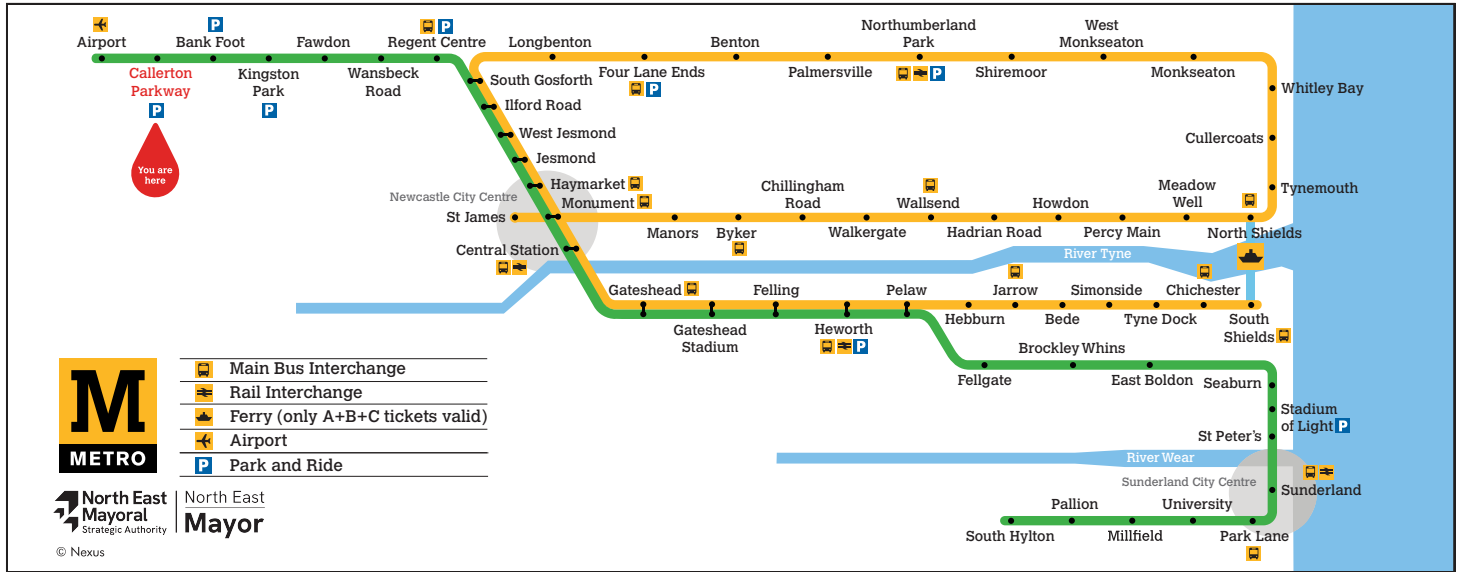 Airport
Callerton
Parkway
P
You are
here
P
Bank Foot
Kingston
Park
P
Fawdon
Wansbeck
Road
P
Regent Centre
Longbenton
Four Lane Ends
P
Benton
Palmersville
Northumberland
Park
P
Shiremoor
West
Monkseaton
Monkseaton
Whitley Bay
Cullercoats
Tynemouth
South Gosforth
Ilford Road
West Jesmond
Jesmond
Haymarket
Newcastle City Centre
Monument
St James
Central Station
Manors
Byker
Chillingham
Road
Walkergate
Wallsend
Hadrian Road
Howdon
Percy Main
Meadow
Well
North Shields
River Tyne
Gateshead
Gateshead
Stadium
Felling
Heworth
P
Pelaw
Hebburn
Jarrow
Bede
Simonside
Tyne Dock
Chichester
South
Shields
Fellgate
Brockley Whins
East Boldon
Seaburn
Stadium
of Light P
St Peter's
River Wear
Sunderland City Centre
Sunderland
Park Lane
University
Millfield
Pallion
South Hylton
M
METRO
Main Bus Interchange
Rail Interchange
Ferry (only A+B+C tickets valid)
Airport
P Park and Ride
North East
Mayoral
Strategic Authority
North East
Mayor
© Nexus